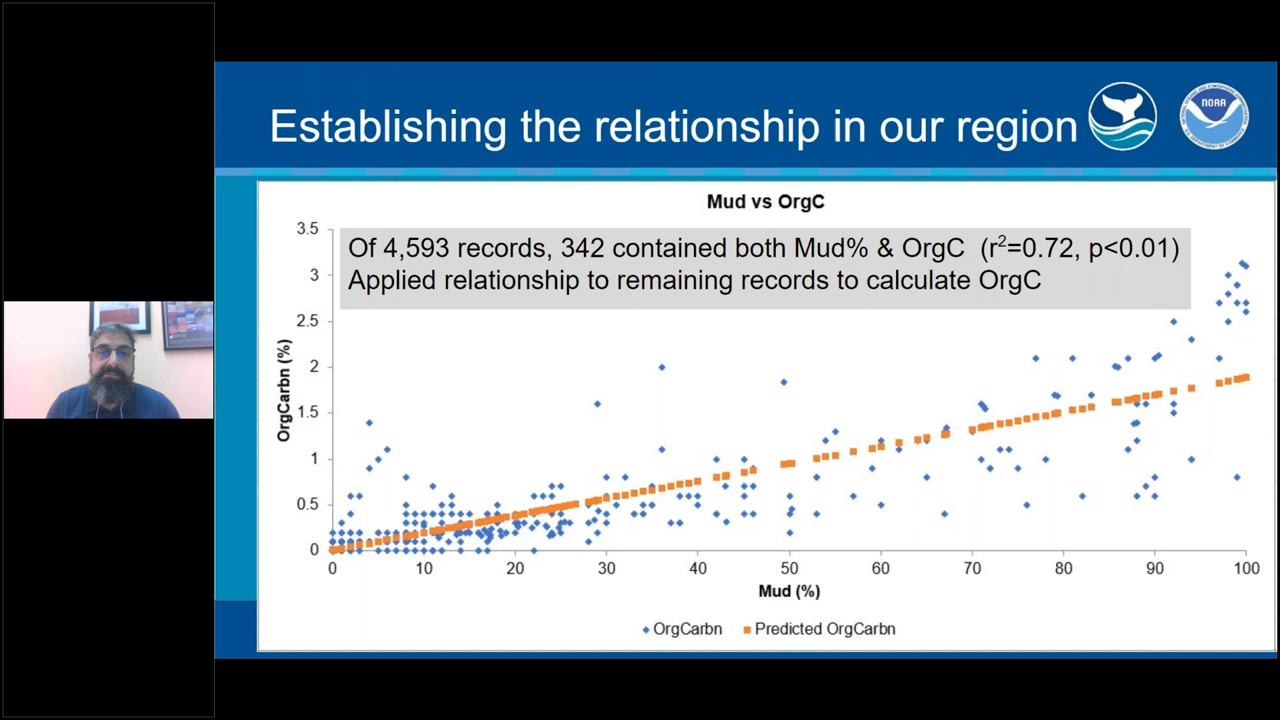 Establishing the relationship in our region
NOAA
Mud vs OrgC
Of 4,593 records, 342 contained both Mud% & OrgC (r²=0.72, p<0.01)
Applied relationship to remaining records to calculate OrgC
OrgCarbn (%)
3.5
3
2.5
2
1.5
1
0.5
0
0 10 20 30 40 50 60 70 80 90 100
Mud (%)
OrgCarbn Predicted OrgCarbn